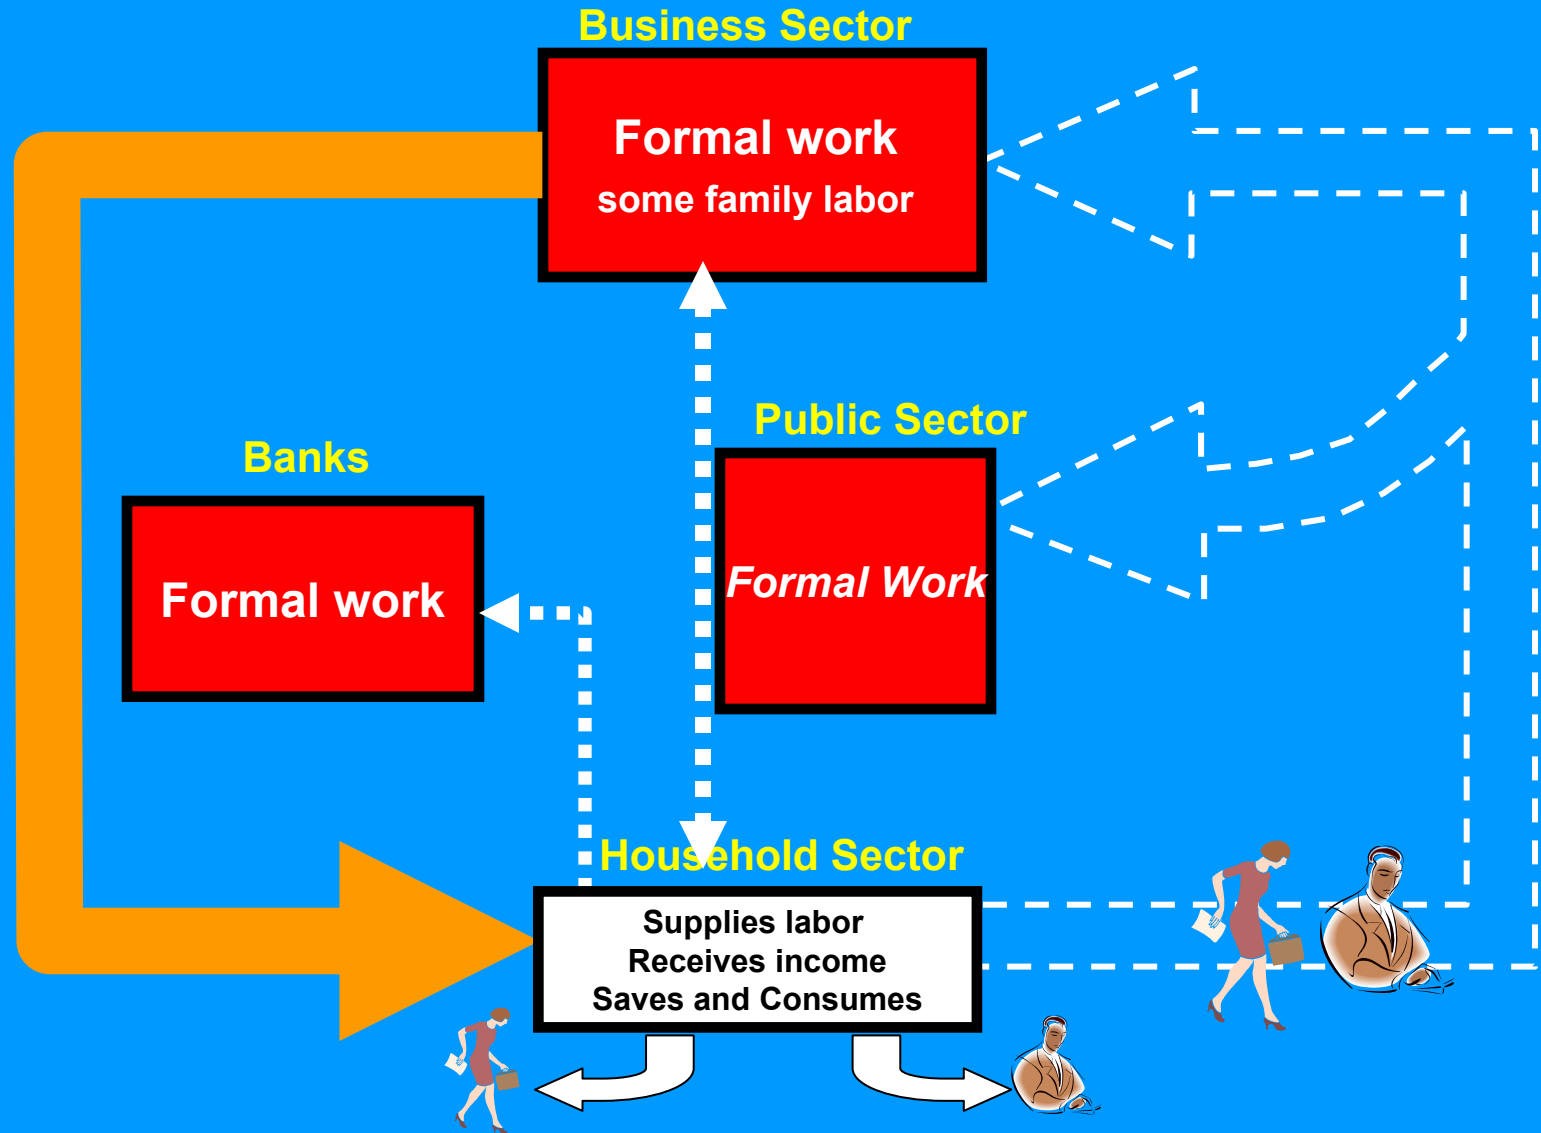 Business Sector
Formal work
some family labor
Public Sector
Banks
Formal Work
Formal work
Household Sector
Supplies labor
Receives income
Saves and Consumes